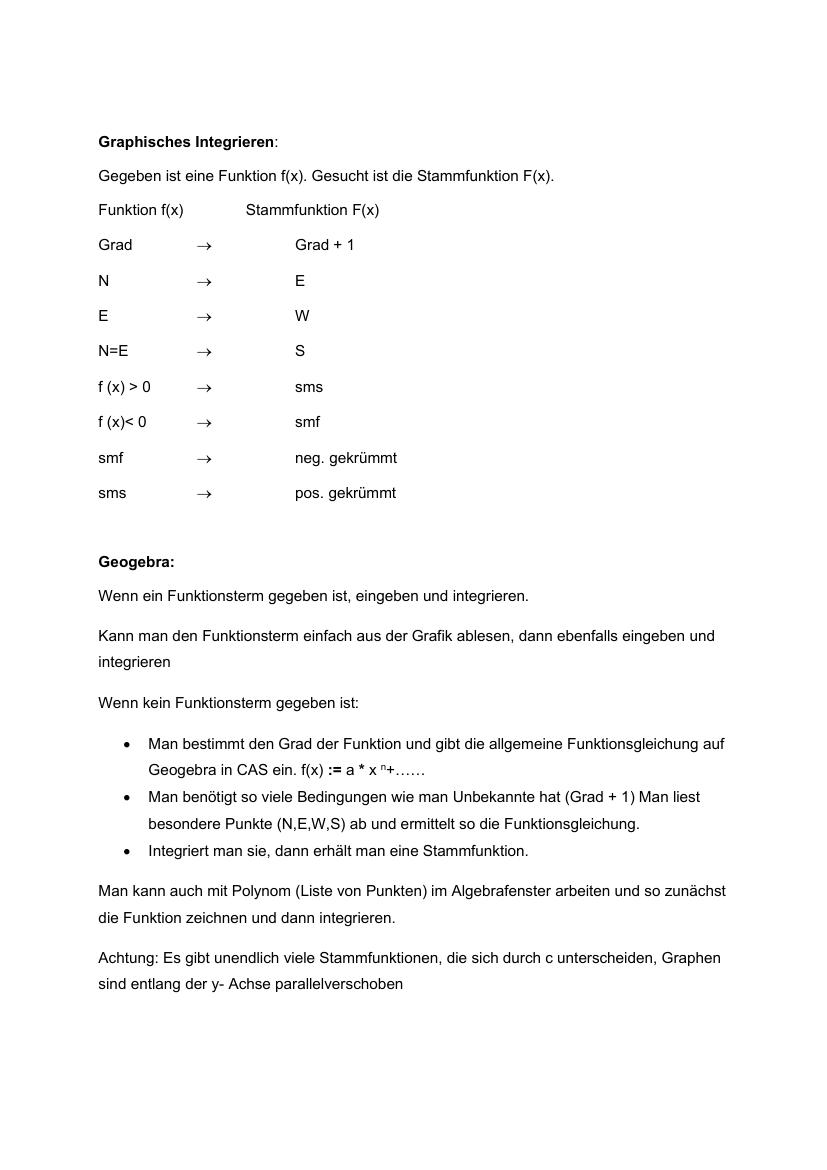 Graphisches Integrieren:
Gegeben ist eine Funktion f(x). Gesucht ist die Stammfunktion F(x).
Funktion f(x) Stammfunktion F(x)
Grad → Grad + 1
N → E
E → W
N=E → S
f (x) > 0 → sms
f (x)< 0 → smf
smf → neg. gekrümmt
sms → pos. gekrümmt
Geogebra:
Wenn ein Funktionsterm gegeben ist, eingeben und integrieren.
Kann man den Funktionsterm einfach aus der Grafik ablesen, dann ebenfalls eingeben und
integrieren
Wenn kein Funktionsterm gegeben ist:
• Man bestimmt den Grad der Funktion und gibt die allgemeine Funktionsgleichung auf
Geogebra in CAS ein. f(x) := a * x ⁿ+……
• Man benötigt so viele Bedingungen wie man Unbekannte hat (Grad + 1) Man liest
besondere Punkte (N,E,W,S) ab und ermittelt so die Funktionsgleichung.
• Integriert man sie, dann erhält man eine Stammfunktion.
Man kann auch mit Polynom (Liste von Punkten) im Algebrafenster arbeiten und so zunächst
die Funktion zeichnen und dann integrieren.
Achtung: Es gibt unendlich viele Stammfunktionen, die sich durch c unterscheiden, Graphen
sind entlang der y- Achse parallelverschoben